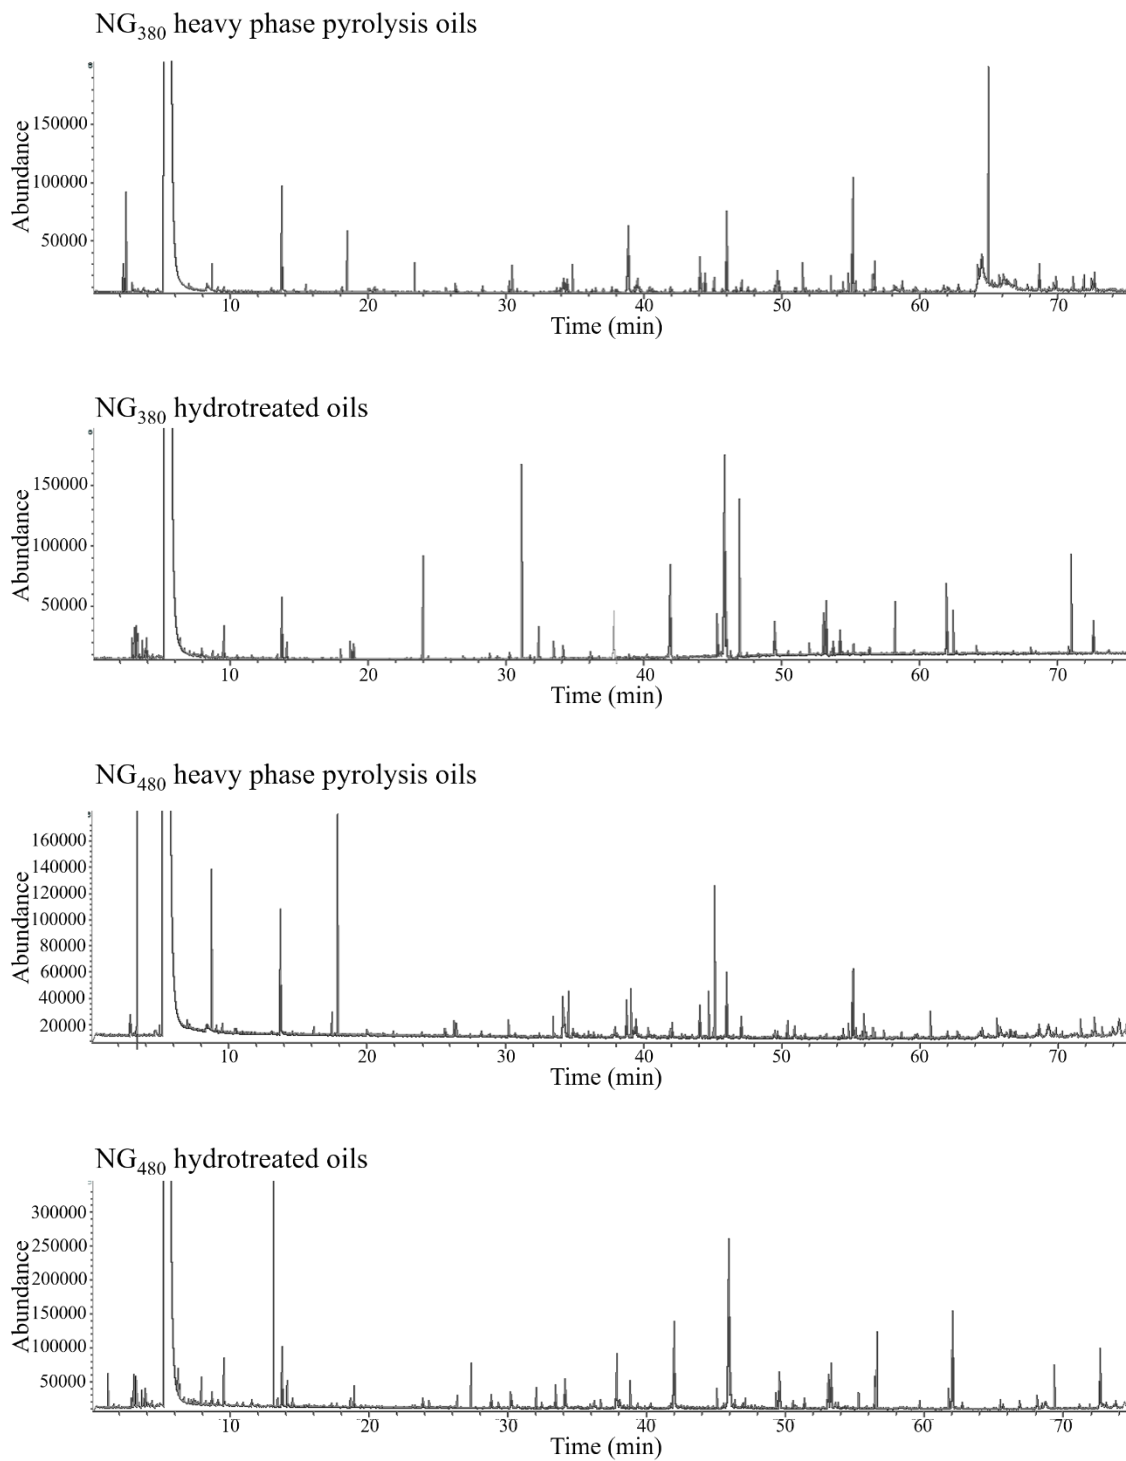 NG380 heavy phase pyrolysis oils
Abundance
150000
100000
50000
10 20 30 40 50 60 70
Time (min)
NG380 hydrotreated oils
Abundance
150000
100000
50000
10 20 30 40 50 60 70
Time (min)
NG480 heavy phase pyrolysis oils
Abundance
160000
140000
120000
100000
80000
60000
40000
20000
10 20 30 40 50 60 70
Time (min)
NG480 hydrotreated oils
Abundance
300000
250000
200000
150000
100000
50000
10 20 30 40 50 60 70
Time (min)